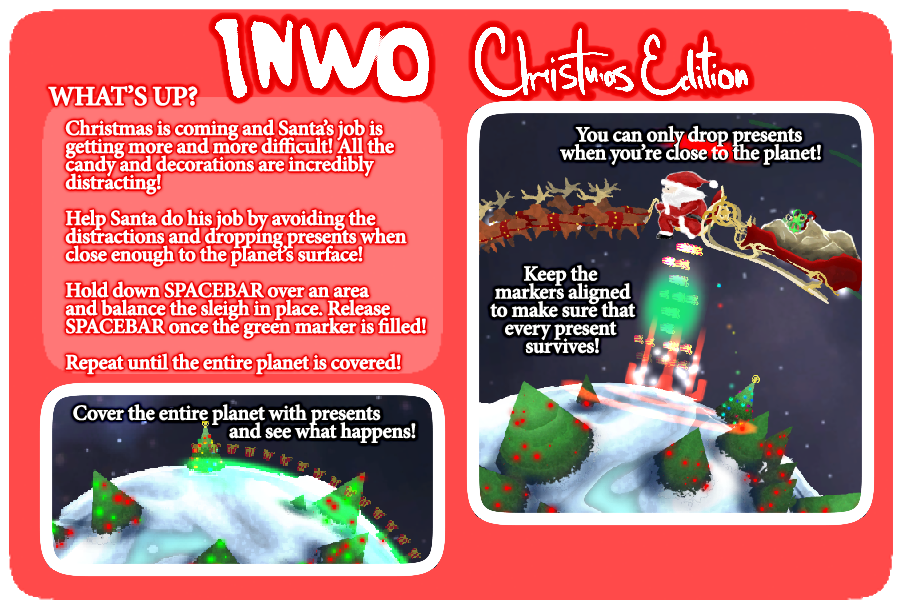 INWO Christmas Edition
WHAT'S UP?
Christmas is coming and Santa's job is
getting more and more difficult! All the
candy and decorations are incredibly
distracting!
Help Santa do his job by avoiding the
distractions and dropping presents when
close enough to the planet's surface!
Hold down SPACEBAR over an area
and balance the sleigh in place. Release
SPACEBAR once the green marker is filled!
Repeat until the entire planet is covered!
Cover the entire planet with presents
and see what happens!
You can only drop presents
when you're close to the planet!
Keep the
markers aligned
to make sure that
every present
survives!